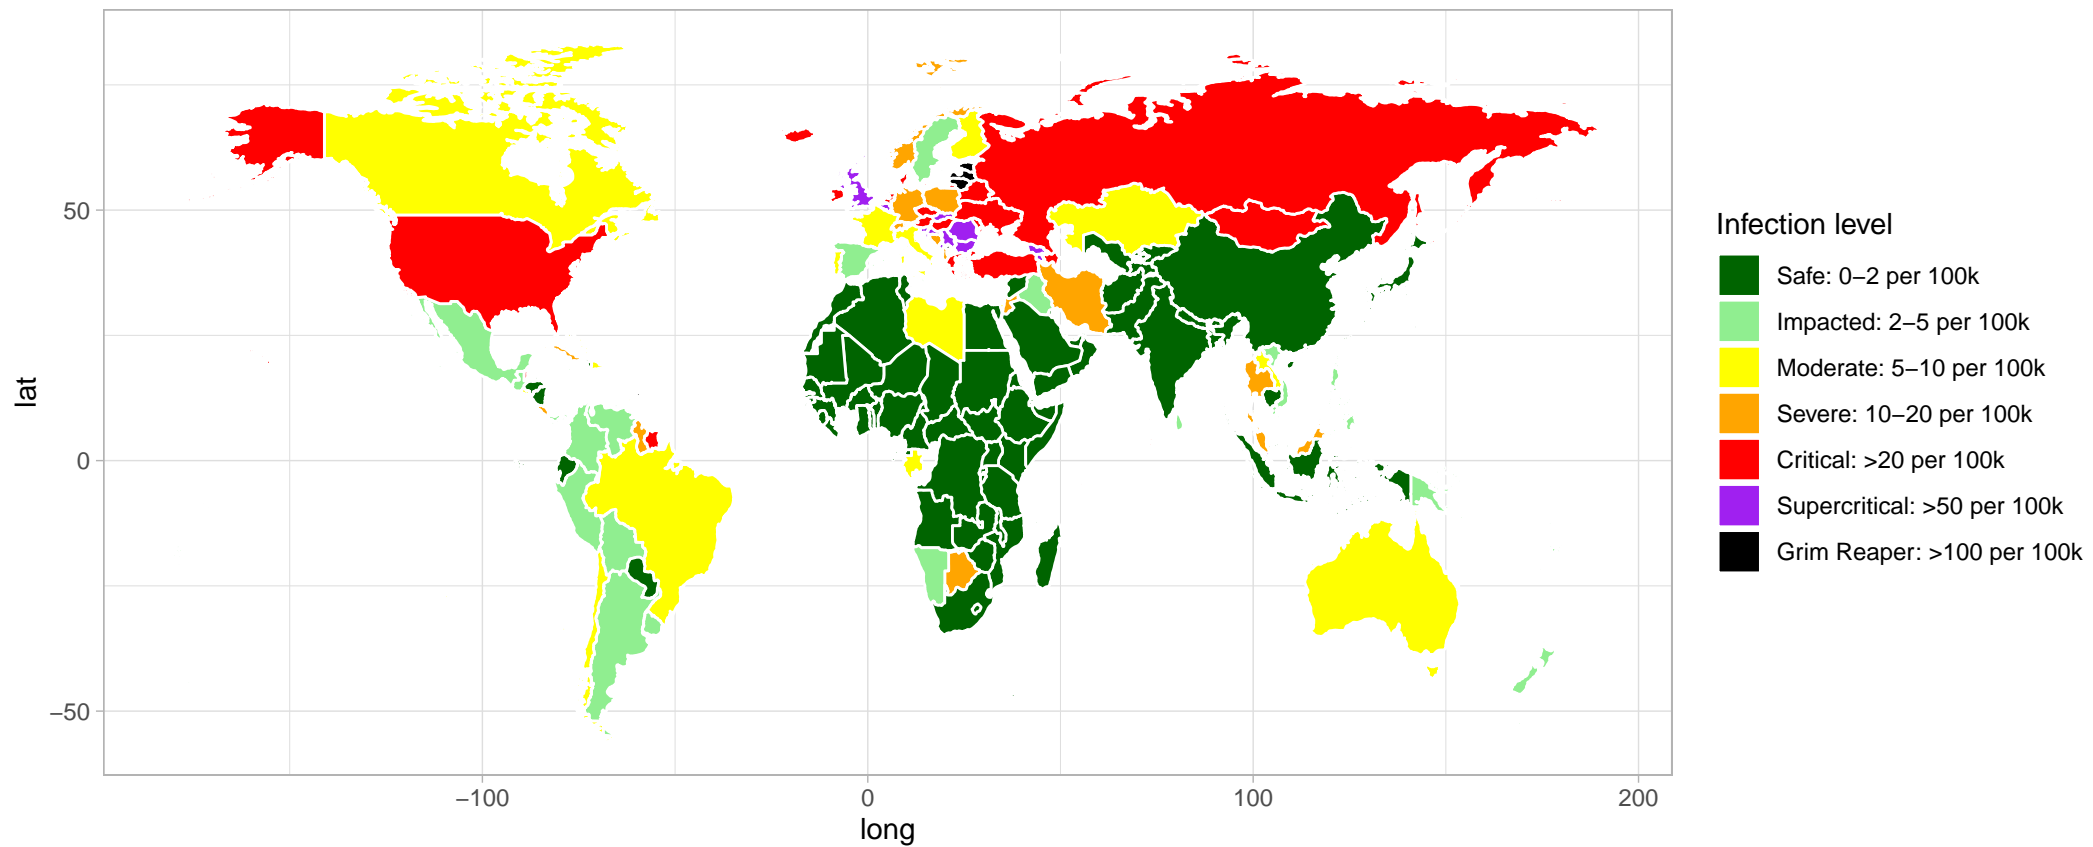 50
0
−50
lat
−100
0
100
200
long
Infection level
Safe: 0−2 per 100k
Impacted: 2−5 per 100k
Moderate: 5−10 per 100k
Severe: 10−20 per 100k
Critical: >20 per 100k
Supercritical: >50 per 100k
Grim Reaper: >100 per 100k